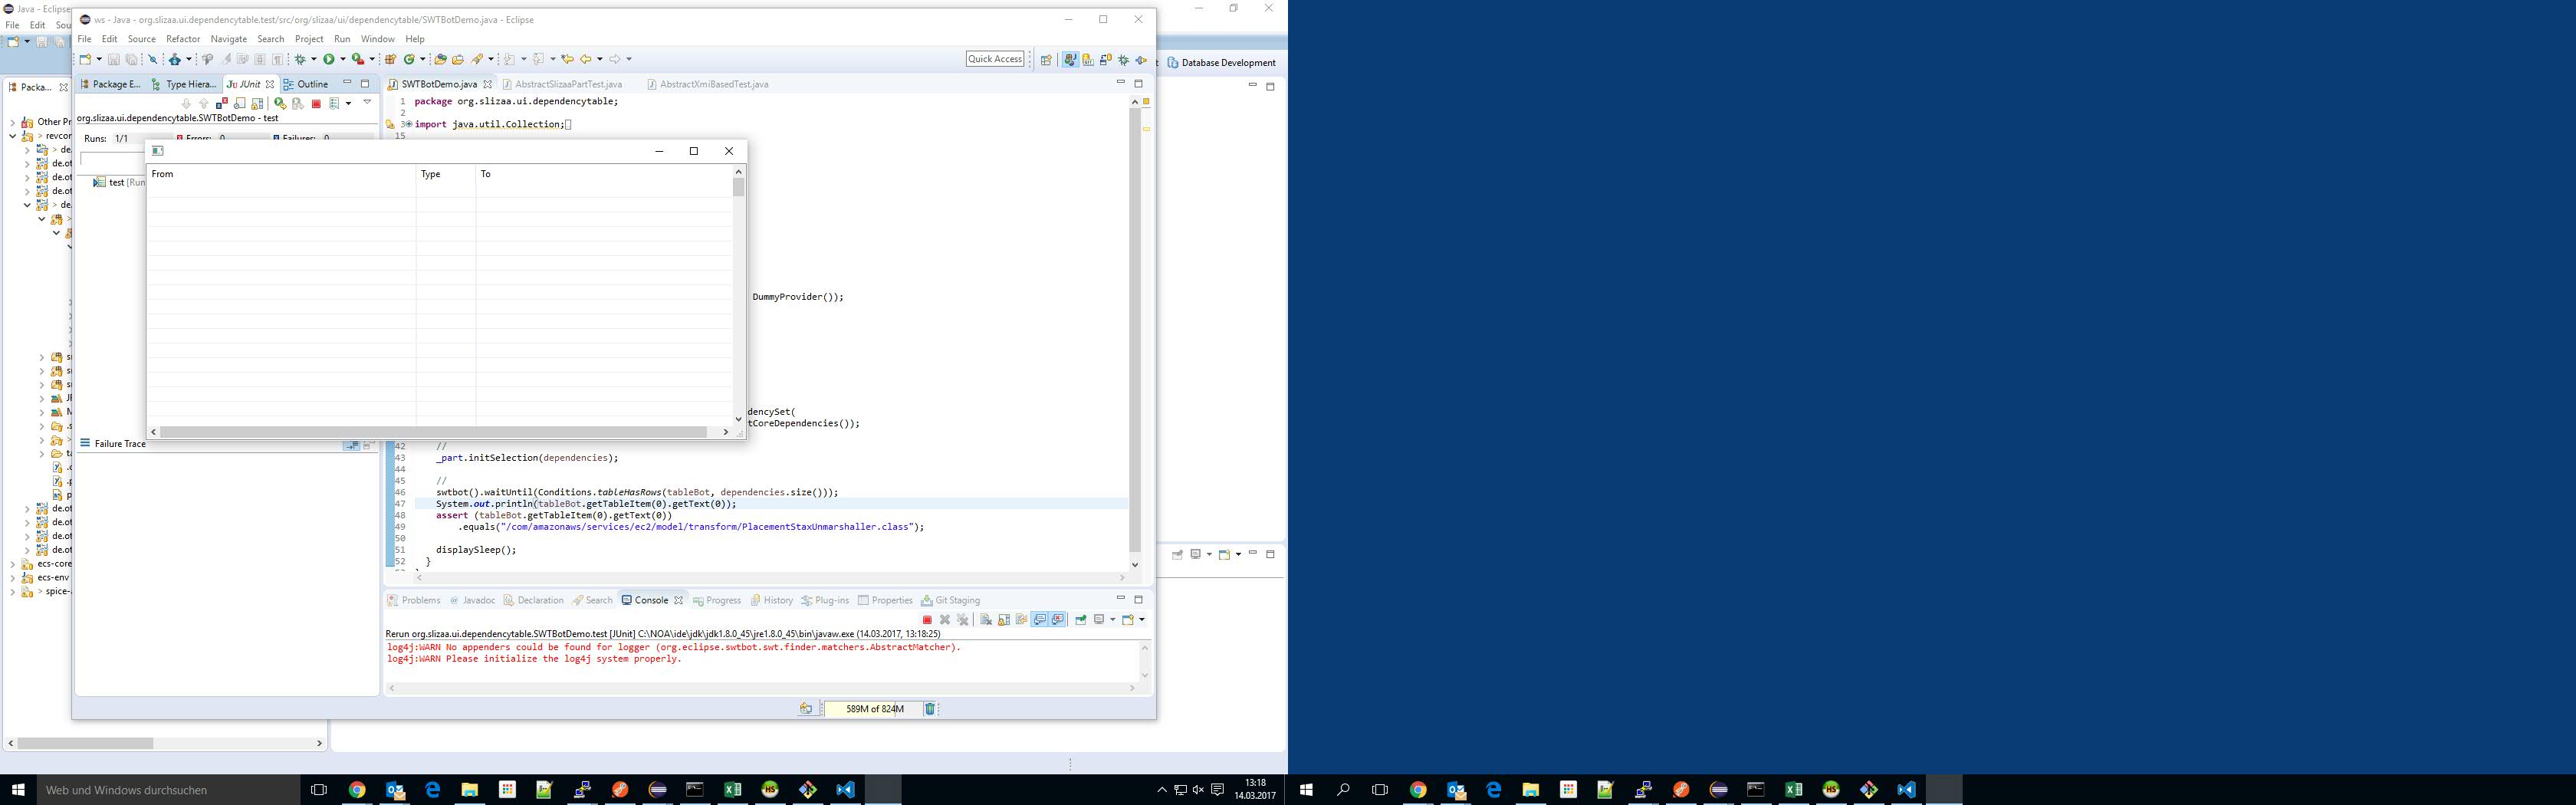 Java - Eclipse
File Edit Sou
Database Development
Packa...
Other Pr
> revcor
> de.
de.ot
de.ot
de.ot
> de.
ecs-core
ecs-env
> spice-a
ws - Java - org.slizaa.ui.dependencytable.test/src/org/slizaa/ui/dependencytable/SWTBotDemo.java - Eclipse
File Edit Source Refactor Navigate Search Project Run Window Help
Quick Access
Package E... Type Hiera... JUnit Outline
org.slizaa.ui.dependencytable.SWTBotDemo - test
Runs: 1/1 Errors: 0 Failures: 0
test [Run
Failure Trace
From Type To
SWTBotDemo.java AbstractSlizaaPartTest.java AbstractXmiBasedTest.java
1 package org.slizaa.ui.dependencytable;
2
3 import java.util.Collection;
15
DummyProvider());
dencySet(
tCoreDependencies());
42 //
43 _part.initSelection(dependencies);
44
45 //
46 swtbot().waitUntil(Conditions.tableHasRows(tableBot, dependencies.size()));
47 System.out.println(tableBot.getTableItem(0).getText(0));
48 assert (tableBot.getTableItem(0).getText(0))
49 .equals("/com/amazonaws/services/ec2/model/transform/PlacementStaxUnmarshaller.class");
50
51 displaySleep();
52 }
Problems Javadoc Declaration Search Console Progress History Plug-ins Properties Git Staging
Rerun org.slizaa.ui.dependencytable.SWTBotDemo.test [JUnit] C:\NOA\ide\jdk\jdk1.8.0_45\jre1.8.0_45\bin\javaw.exe (14.03.2017, 13:18:25)
log4j:WARN No appenders could be found for logger (org.eclipse.swtbot.swt.finder.matchers.AbstractMatcher).
log4j:WARN Please initialize the log4j system properly.
589M of 824M
Web und Windows durchsuchen
13:18
14.03.2017